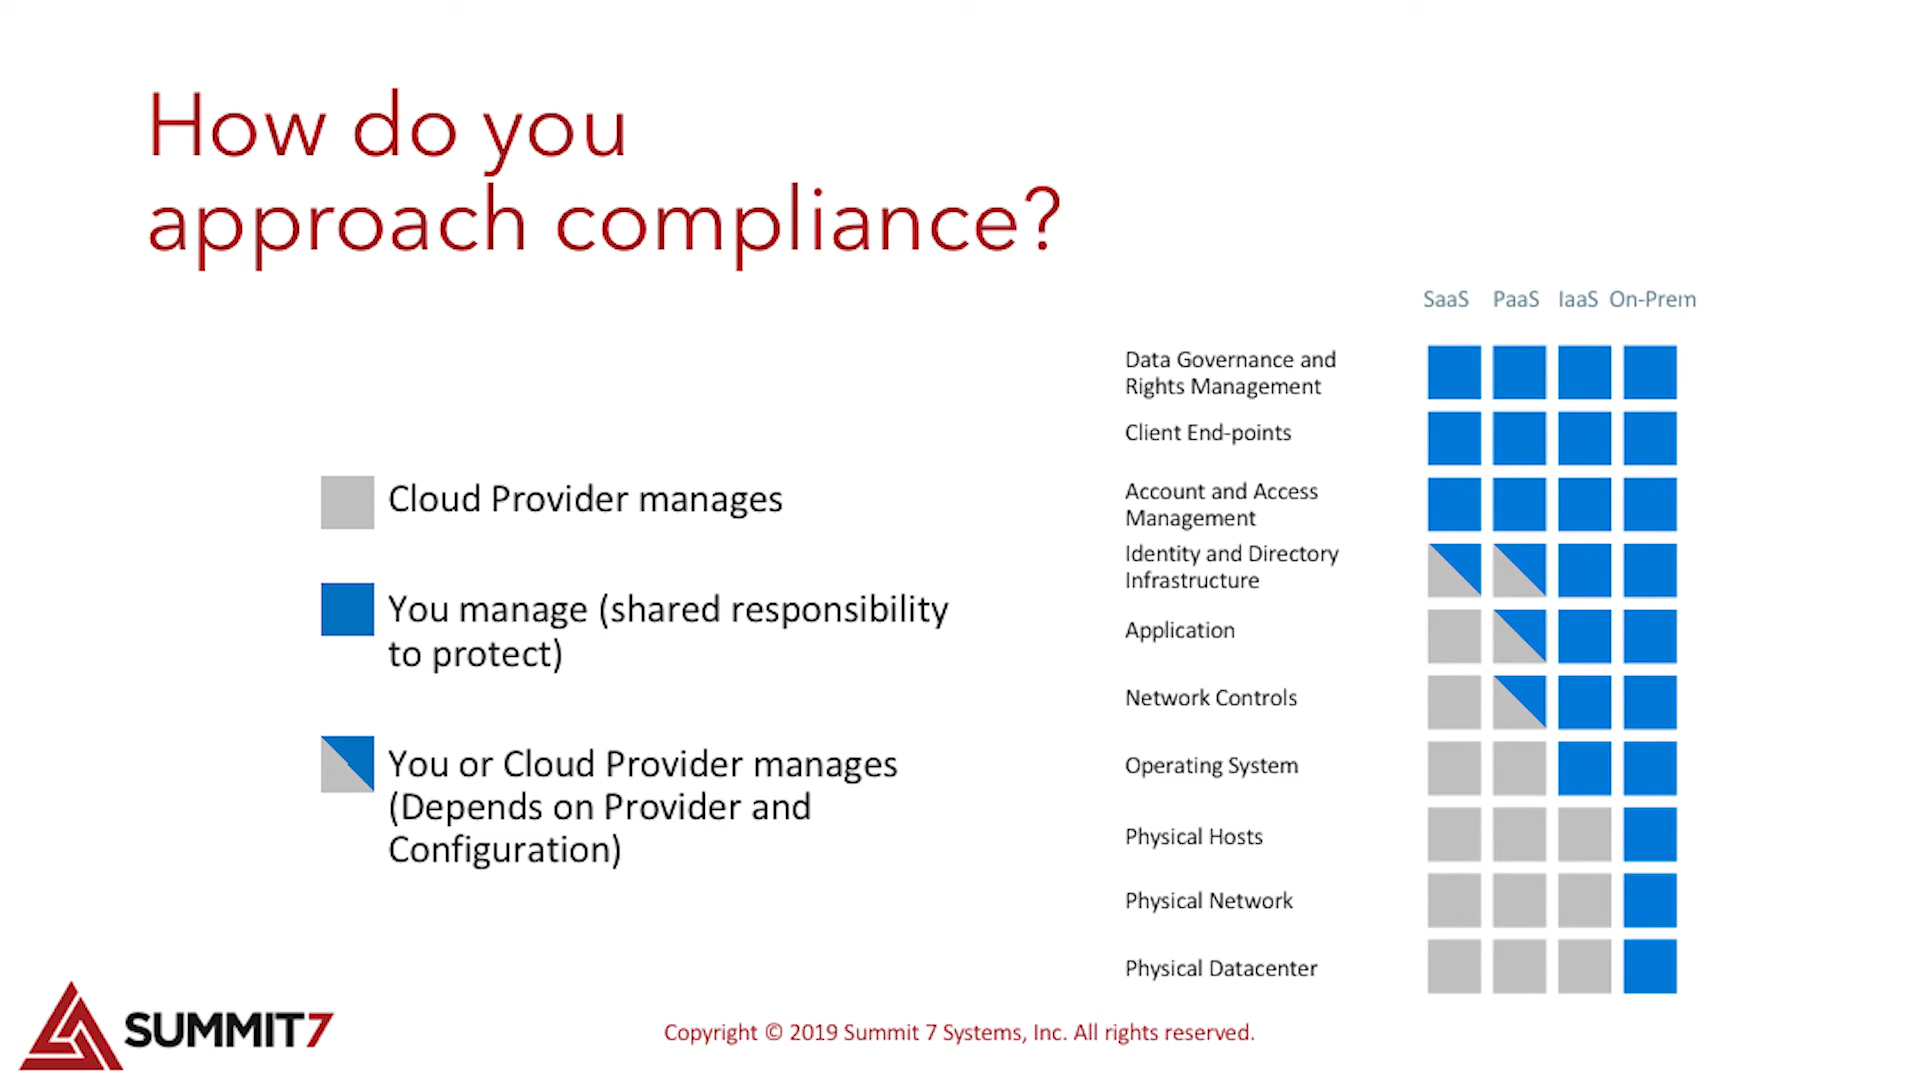 How do you
approach compliance?
SaaS PaaS IaaS On-Prem
Data Governance and
Rights Management
Client End-points
Account and Access
Management
Identity and Directory
Infrastructure
Application
Network Controls
Operating System
Physical Hosts
Physical Network
Physical Datacenter
Cloud Provider manages
You manage (shared responsibility
to protect)
You or Cloud Provider manages
(Depends on Provider and
Configuration)
SUMMIT7
Copyright © 2019 Summit 7 Systems, Inc. All rights reserved.